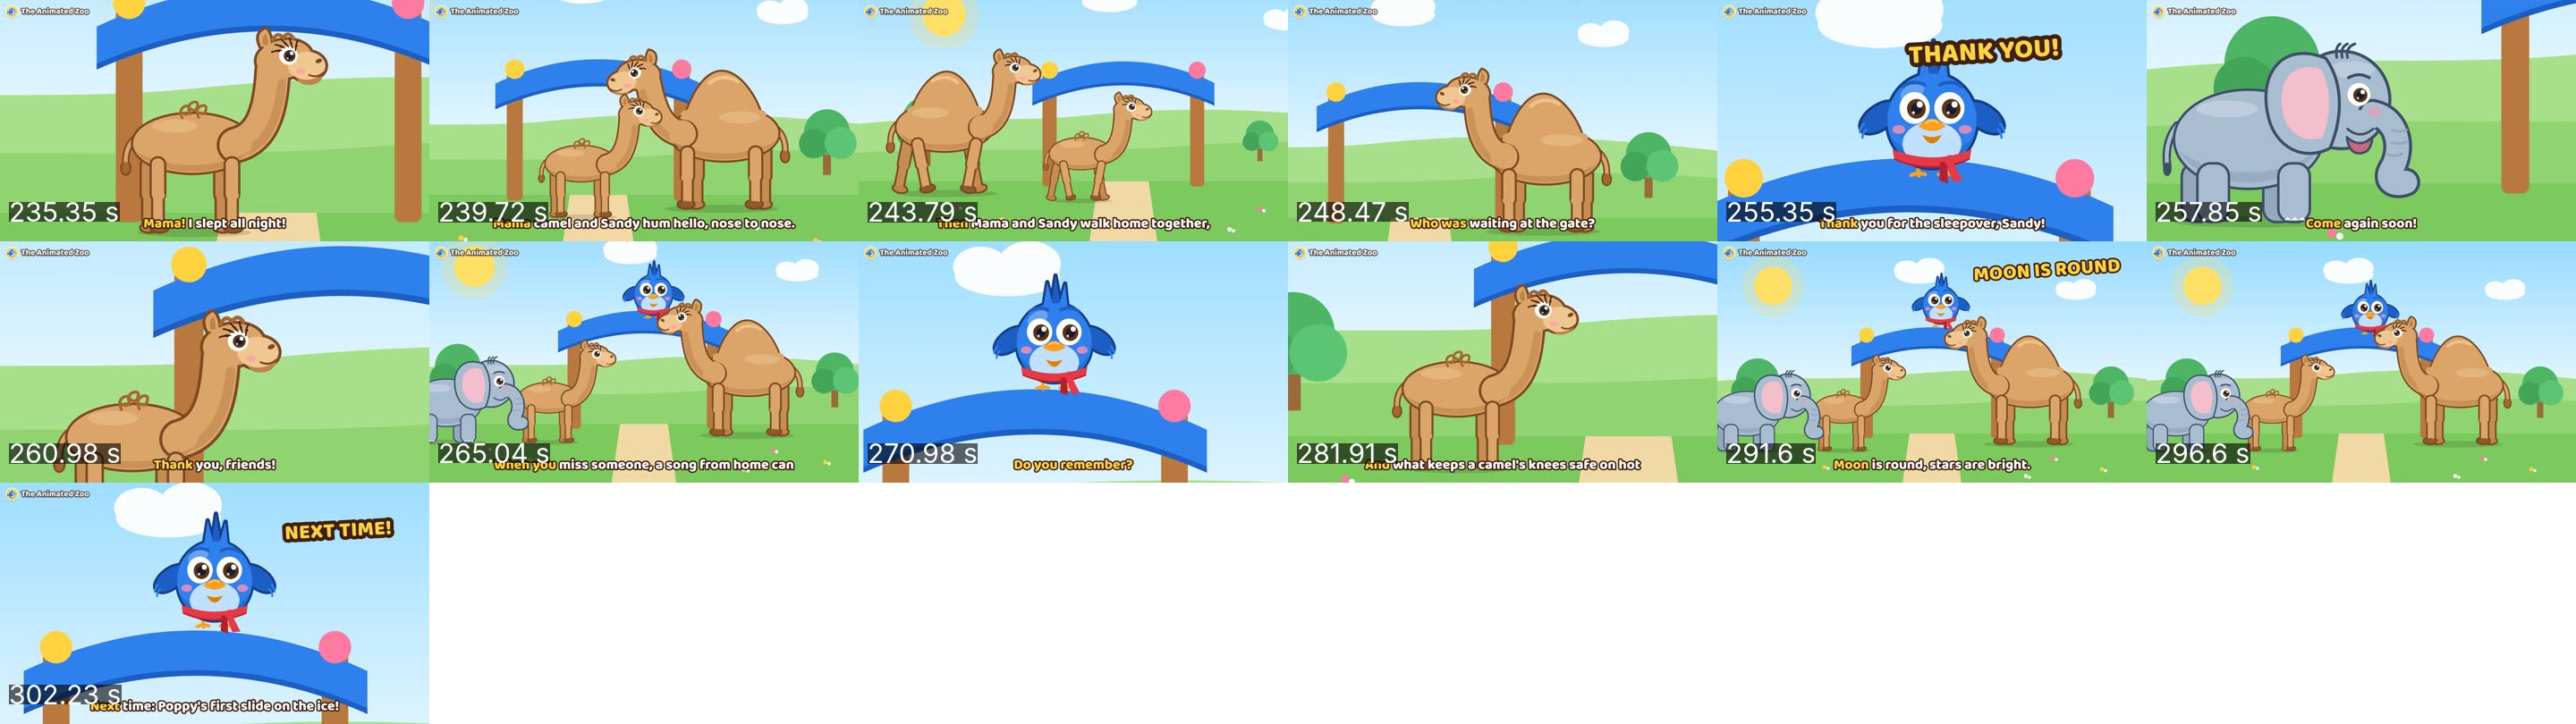 The Animated Zoo
235.35 s
Mama! I slept all night!
The Animated Zoo
239.72 s
Mama camel and Sandy hum hello, nose to nose.
The Animated Zoo
243.79 s
Then Mama and Sandy walk home together,
The Animated Zoo
248.47 s
Who was waiting at the gate?
The Animated Zoo
THANK YOU!
255.35 s
Thank you for the sleepover, Sandy!
The Animated Zoo
257.85 s
Come again soon!
The Animated Zoo
260.98 s
Thank you, friends!
The Animated Zoo
265.04 s
When you miss someone, a song from home can
The Animated Zoo
270.98 s
Do you remember?
The Animated Zoo
281.91 s
And what keeps a camel's knees safe on hot
The Animated Zoo
MOON IS ROUND
291.6 s
Moon is round, stars are bright.
The Animated Zoo
296.6 s
The Animated Zoo
NEXT TIME!
302.23 s
Next time: Poppy's first slide on the ice!